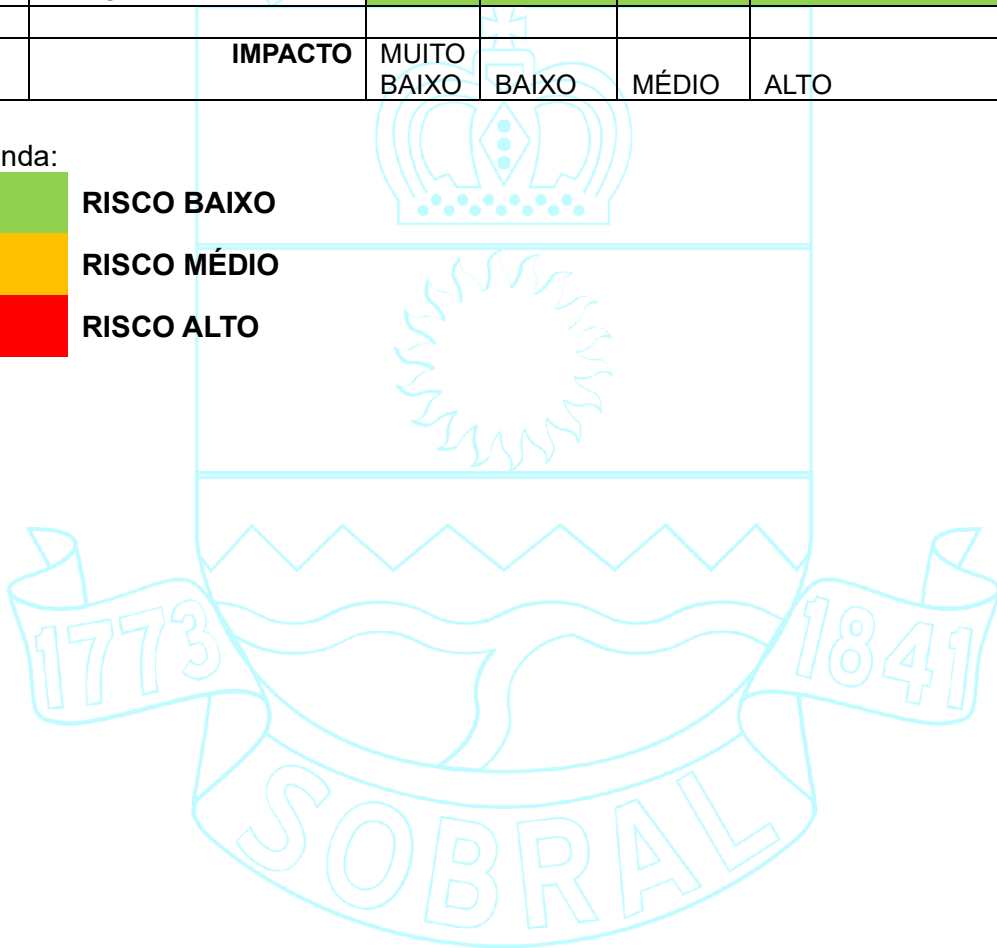 IMPACTO MUITO BAIXO BAIXO MÉDIO ALTO
nda:
RISCO BAIXO
RISCO MÉDIO
RISCO ALTO
1773 1841
SOBRAL